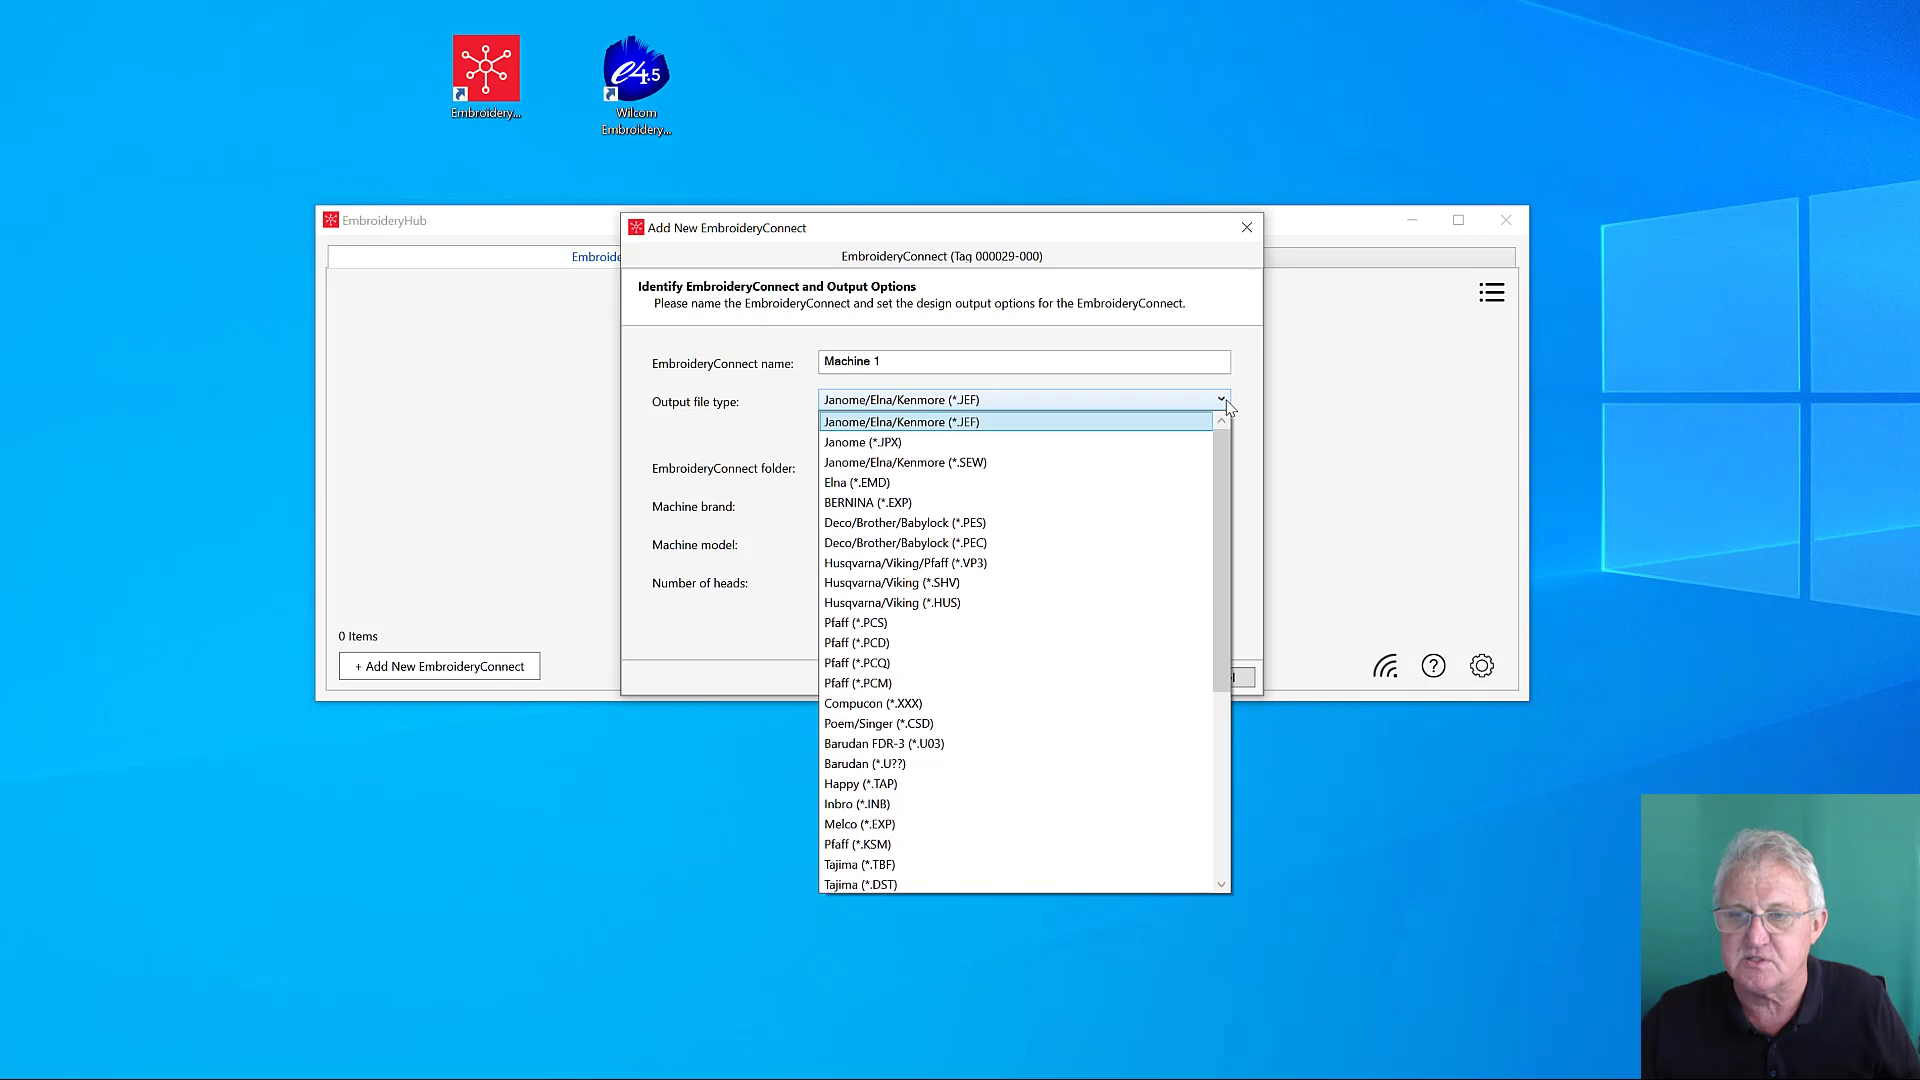 e4.5
Embroidery...
Wilcom
Embroidery...
EmbroideryHub
Add New EmbroideryConnect
EmbroideryConnect (Tag 000029-000)
Identify EmbroideryConnect and Output Options
Please name the EmbroideryConnect and set the design output options for the EmbroideryConnect.
EmbroideryConnect name:
Machine 1
Output file type:
Janome/Elna/Kenmore (*.JEF)
Janome/Elna/Kenmore (*.JEF)
Janome (*.JPX)
Janome/Elna/Kenmore (*.SEW)
Elna (*.EMD)
BERNINA (*.EXP)
Deco/Brother/Babylock (*.PES)
Deco/Brother/Babylock (*.PEC)
Husqvarna/Viking/Pfaff (*.VP3)
Husqvarna/Viking (*.SHV)
Husqvarna/Viking (*.HUS)
Pfaff (*.PCS)
Pfaff (*.PCD)
Pfaff (*.PCQ)
Pfaff (*.PCM)
Compucon (*.XXX)
Poem/Singer (*.CSD)
Barudan FDR-3 (*.U03)
Barudan (*.U??)
Happy (*.TAP)
Inbro (*.INB)
Melco (*.EXP)
Pfaff (*.KSM)
Tajima (*.TBF)
Tajima (*.DST)
EmbroideryConnect folder:
Machine brand:
Machine model:
Number of heads:
0 Items
+ Add New EmbroideryConnect